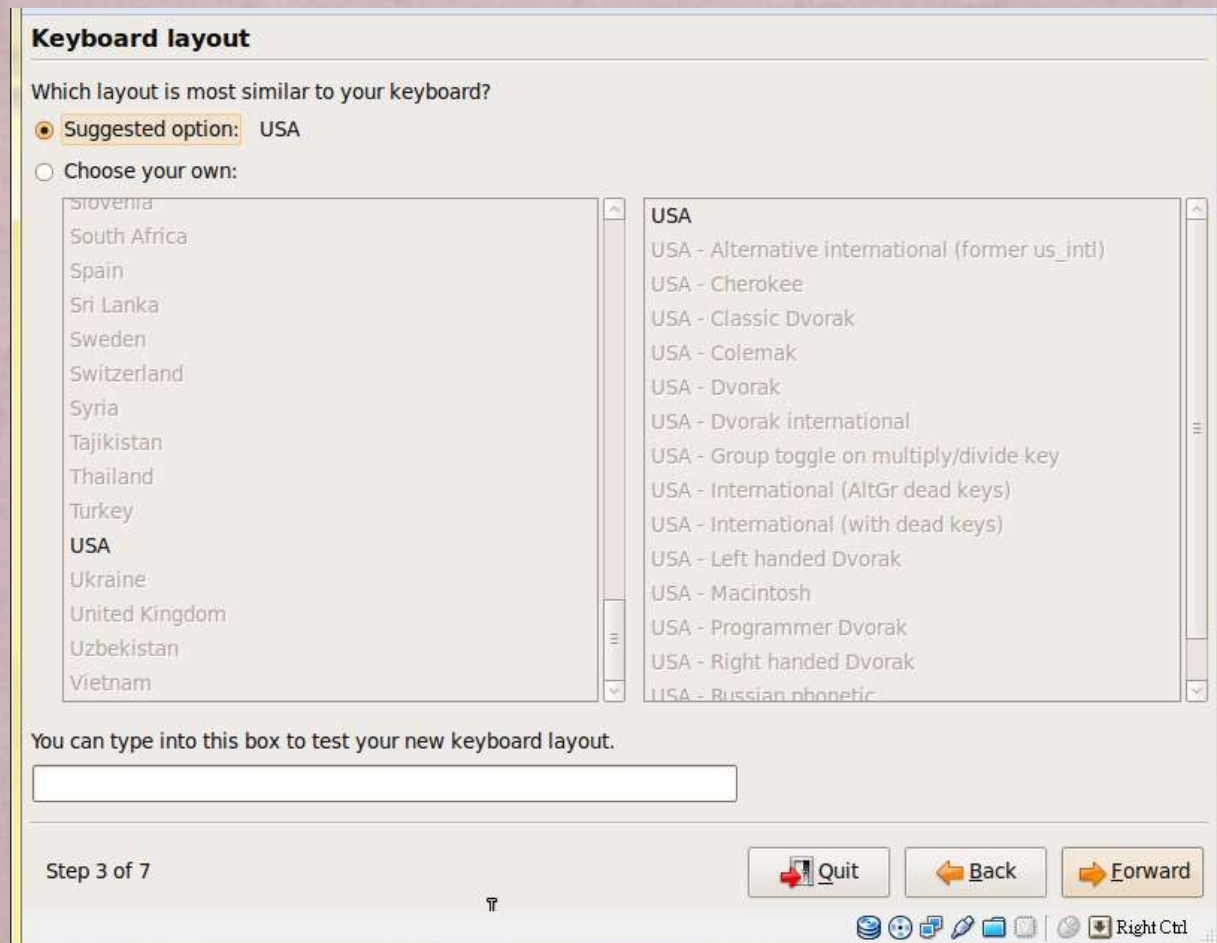 Keyboard layout
Which layout is most similar to your keyboard?
Suggested option: USA
Choose your own:
Slovenia
South Africa
Spain
Sri Lanka
Sweden
Switzerland
Syria
Tajikistan
Thailand
Turkey
USA
Ukraine
United Kingdom
Uzbekistan
Vietnam
USA
USA - Alternative international (former us_intl)
USA - Cherokee
USA - Classic Dvorak
USA - Colemak
USA - Dvorak
USA - Dvorak international
USA - Group toggle on multiply/divide key
USA - International (AltGr dead keys)
USA - International (with dead keys)
USA - Left handed Dvorak
USA - Macintosh
USA - Programmer Dvorak
USA - Right handed Dvorak
USA - Russian phonetic
You can type into this box to test your new keyboard layout.
Step 3 of 7
Quit
Back
Forward
Right Ctrl